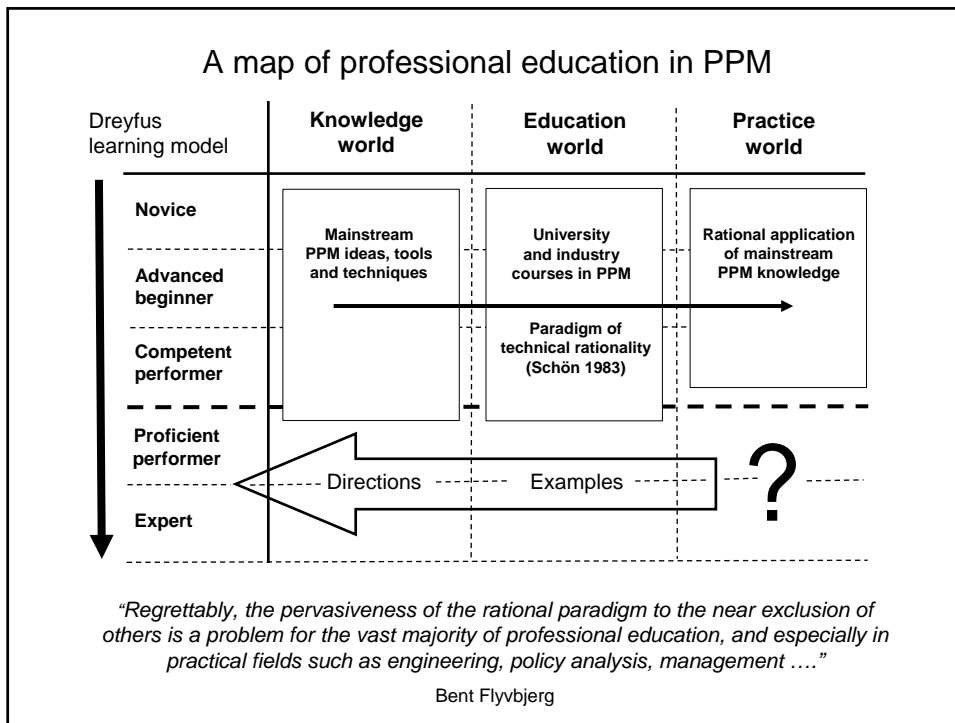 A map of professional education in PPM
Dreyfus
learning model
Knowledge
world
Education
world
Practice
world
Novice
Advanced
beginner
Competent
performer
Proficient
performer
Expert
Mainstream
PPM ideas, tools
and techniques
University
and industry
courses in PPM
Paradigm of
technical rationality
(Schön 1983)
Rational application
of mainstream
PPM knowledge
Directions
Examples
?
“Regrettably, the pervasiveness of the rational paradigm to the near exclusion of
others is a problem for the vast majority of professional education, and especially in
practical fields such as engineering, policy analysis, management ….”
Bent Flyvbjerg